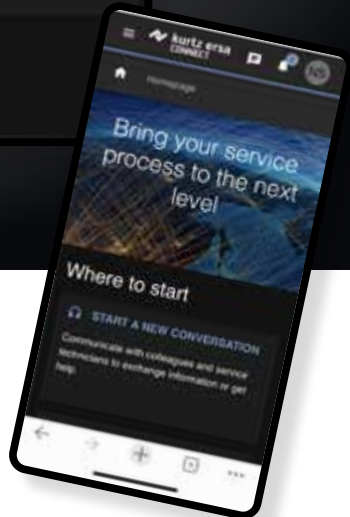 kurtz ersa
CONNECT
NS
Homepage
Bring your service
process to the next
level
Where to start
START A NEW CONVERSATION
Communicate with colleagues and service
technicians to exchange information or get
help.